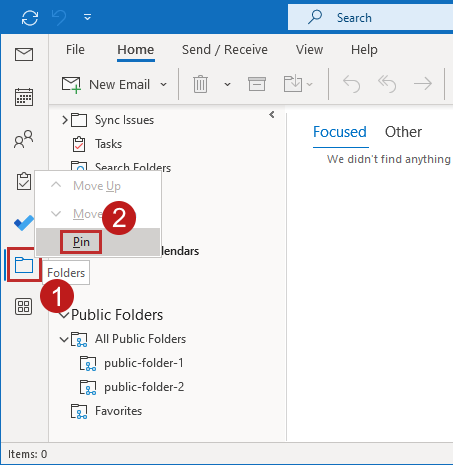 Search
File Home Send / Receive View Help
New Email
Sync Issues
Tasks
Search Folders
Focused Other
We didn't find anything
Move Up
Move
2
Pin
lendars
Folders
1
Public Folders
All Public Folders
public-folder-1
public-folder-2
Favorites
Items: 0